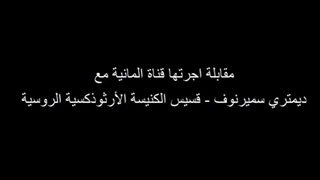 مقابلة اجرتها قناة المانية مع
ديمتري سميرنوف - قسيس الكنيسة الأرثوذكسية الروسية